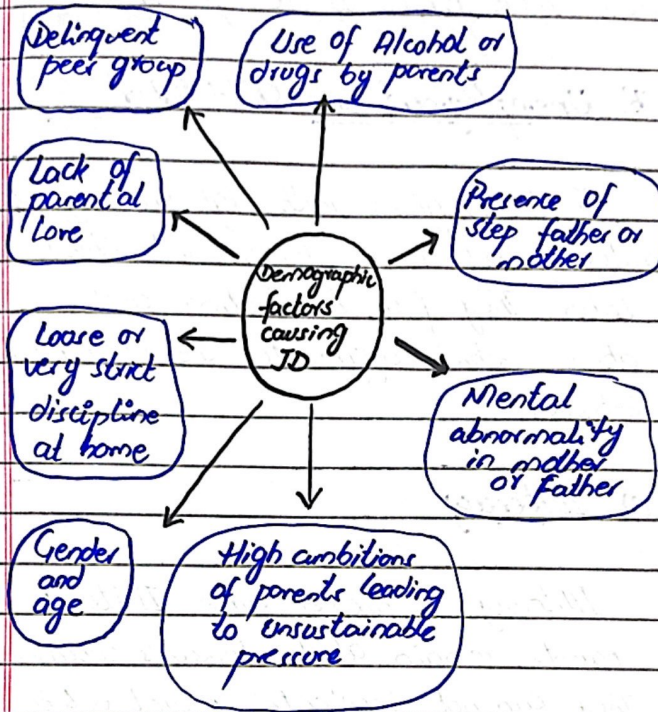 Delinquent
peer group
Use of Alcohol or
drugs by parents
Lack of
parental
Love
Presence of
step father or
mother
Demographic
factors
causing
JD
Loose or
very strict
discipline
at home
Mental
abnormality
in mother
or father
Gender
and
age
High ambitions
of parents leading
to unsustainable
pressure